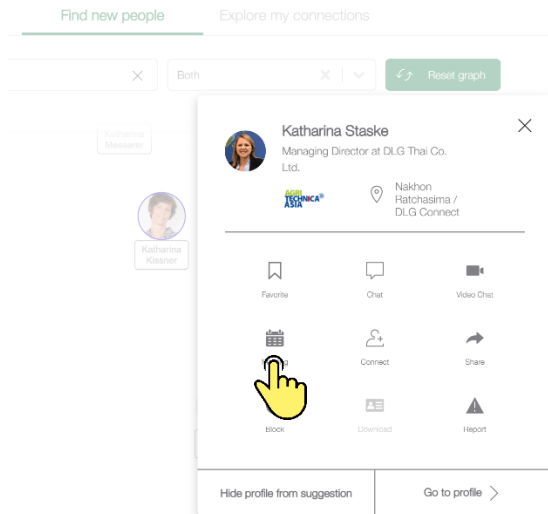 Find new people
Explore my connections
Both
Reset graph
Katharina
Messerer
Katharina
Kissner
Katharina Staske
Managing Director at DLG Thai Co.
Ltd.
AGRI
TECHNICA®
ASIA
Nakhon
Ratchasima /
DLG Connect
Favorite
Chat
Video Chat
Connect
Share
Block
Download
Report
Hide profile from suggestion
Go to profile